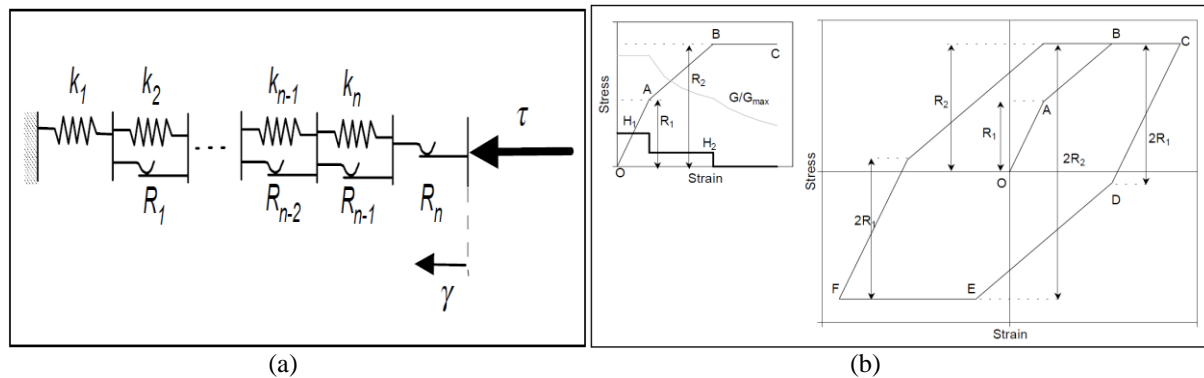 k1 k2 kn-1 kn
R1 Rn-2 Rn-1 Rn
τ
γ
(a)
B
C
R2
A
G/Gmax
H1 R1 H2
O
Stress
Strain
B C
R2
A
R1
2R1
O
2R2
D
2R1
F E
Stress
Strain
(b)